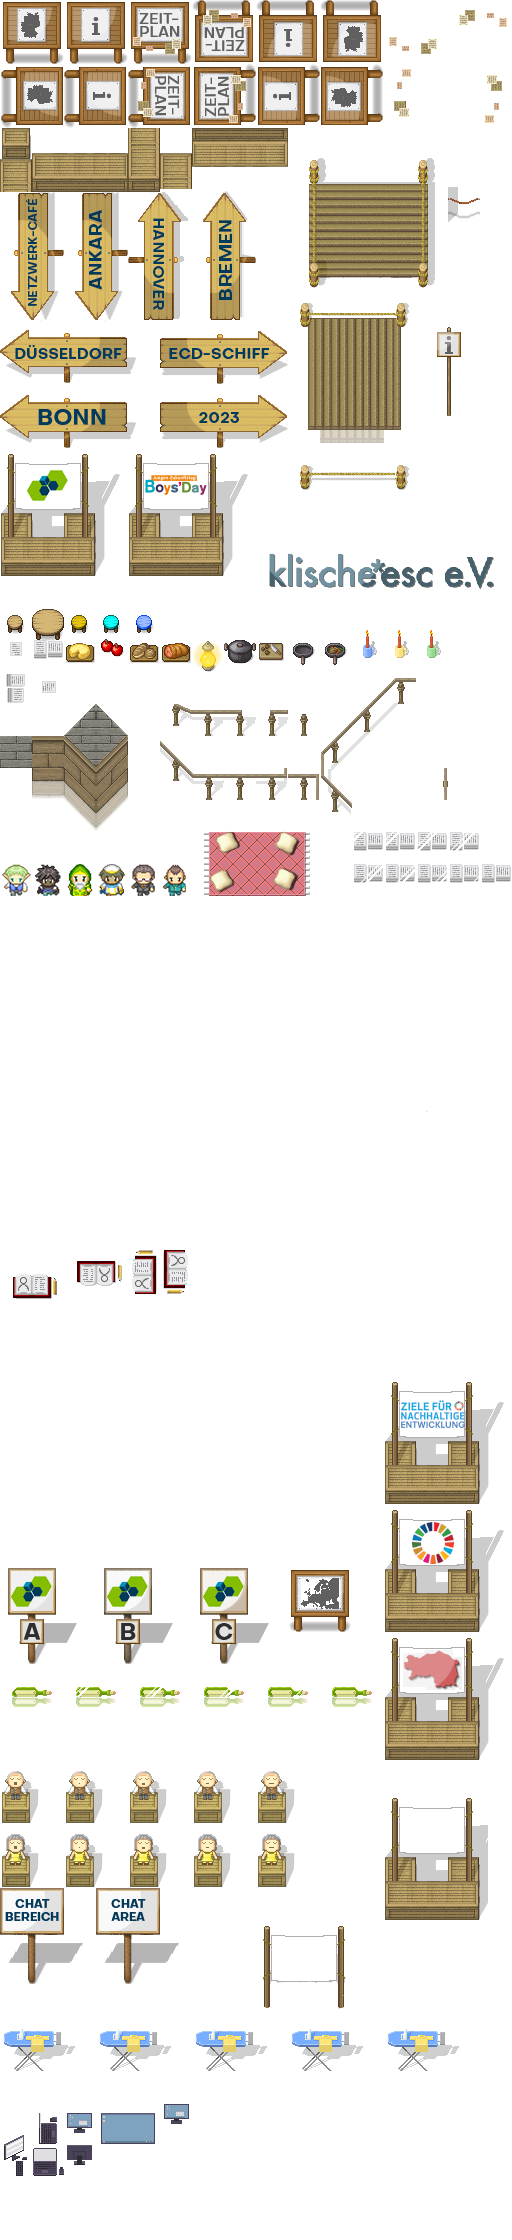 i
ZEIT-
PLAN
ZEIT-
PLAN
i
i
ZEIT-
PLAN
ZEIT-
PLAN
i
NETZWERK-CAFÉ
ANKARA
HANNOVER
BREMEN
i
DÜSSELDORF
ECD-SCHIFF
BONN
2023
Boys'Day
klische*esc e.V.
ZIELE FÜR
NACHHALTIGE
ENTWICKLUNG
A
B
C
CHAT
BEREICH
CHAT
AREA